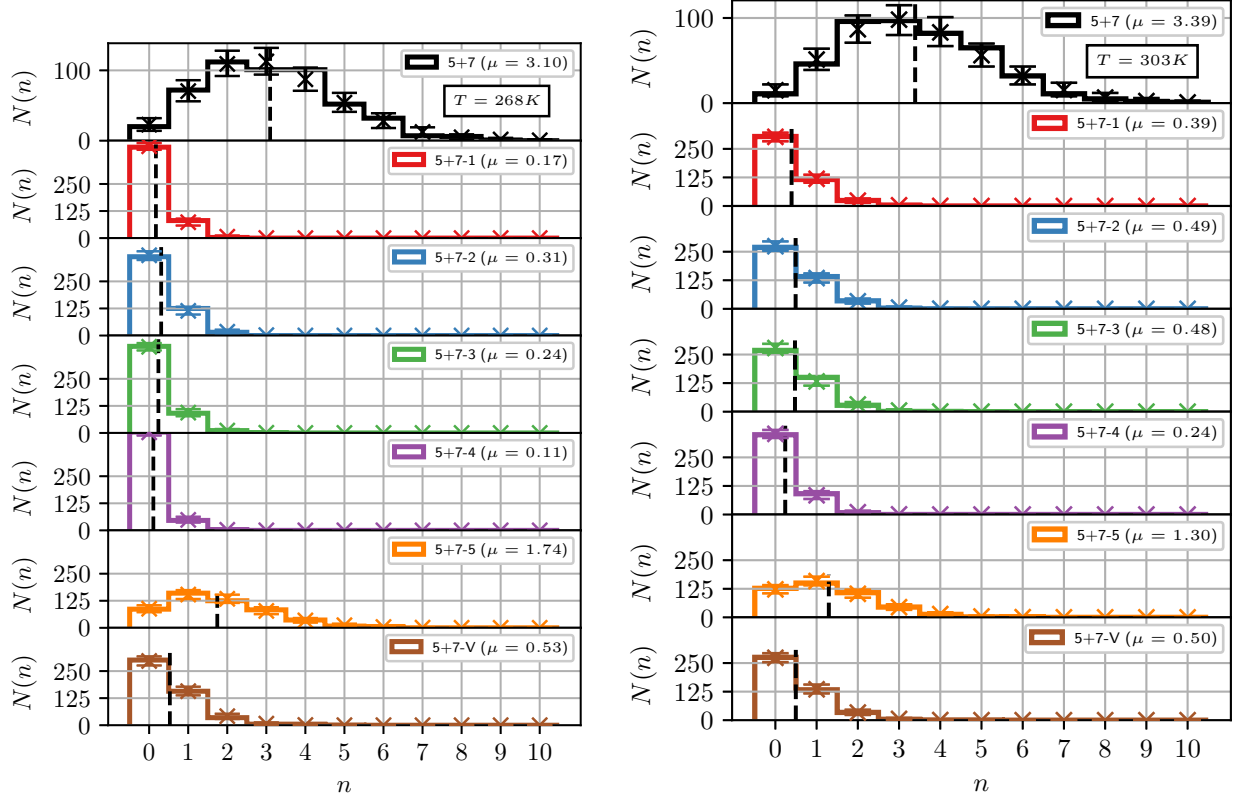 N(n)
100
0
5+7 (μ = 3.10)
T = 268K
N(n)
250
125
0
5+7-1 (μ = 0.17)
N(n)
250
125
0
5+7-2 (μ = 0.31)
N(n)
250
125
0
5+7-3 (μ = 0.24)
N(n)
250
125
0
5+7-4 (μ = 0.11)
N(n)
250
125
0
5+7-5 (μ = 1.74)
N(n)
250
125
0
5+7-V (μ = 0.53)
0 1 2 3 4 5 6 7 8 9 10
n
N(n)
100
0
5+7 (μ = 3.39)
T = 303K
N(n)
250
125
0
5+7-1 (μ = 0.39)
N(n)
250
125
0
5+7-2 (μ = 0.49)
N(n)
250
125
0
5+7-3 (μ = 0.48)
N(n)
250
125
0
5+7-4 (μ = 0.24)
N(n)
250
125
0
5+7-5 (μ = 1.30)
N(n)
250
125
0
5+7-V (μ = 0.50)
0 1 2 3 4 5 6 7 8 9 10
n